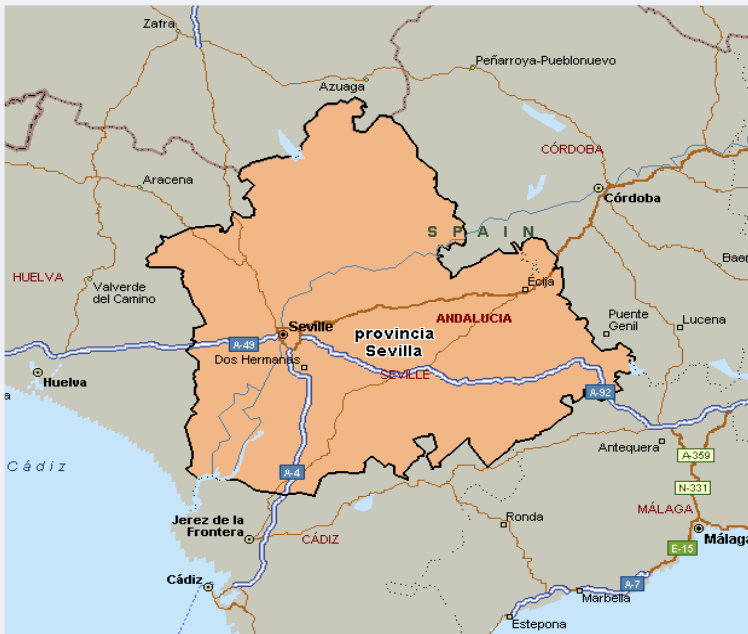 Zafra
Peñarroya-Pueblonuevo
Azuaga
CÓRDOBA
Aracena
Córdoba
SPAIN
HUELVA
Valverde
del Camino
Baer
Écija
ANDALUCIA
Puente
Genil
Lucena
Seville
provincia
Sevilla
A-49
Dos Hermanas
SEVILLE
Huelva
a
A-92
Antequera
A-359
Cádiz
A-4
N-331
MÁLAGA
Jerez de la
Frontera
CÁDIZ
Ronda
Málaga
E-15
Cádiz
A-7
Marbella
Estepona